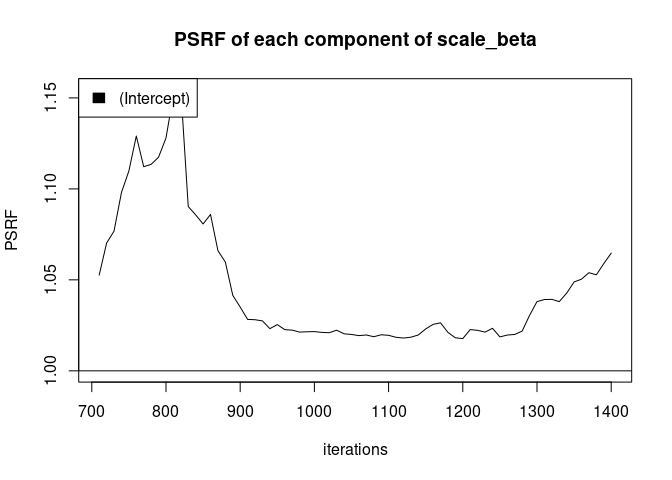 PSRF of each component of scale_beta
(Intercept)
PSRF
1.15
1.10
1.05
1.00
700 800 900 1000 1100 1200 1300 1400
iterations